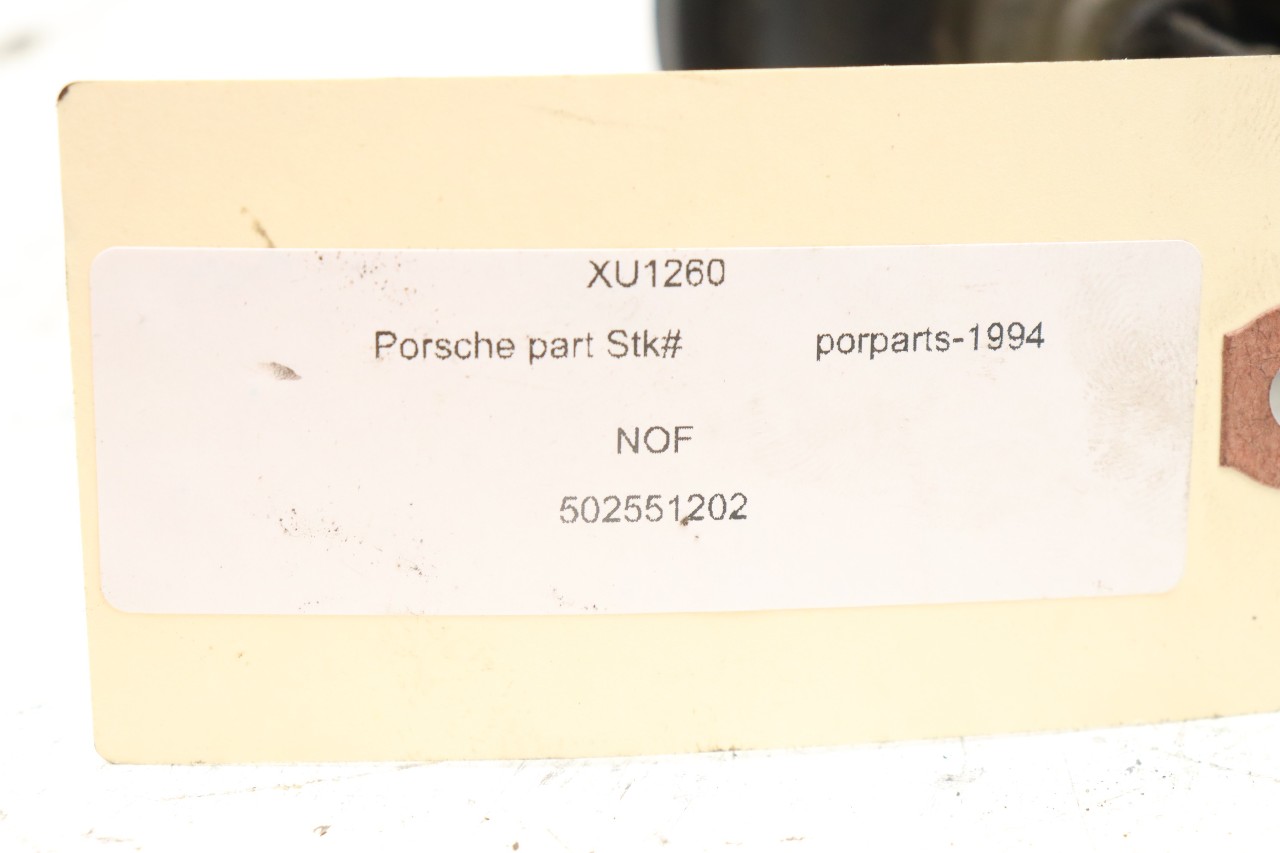 XU1260
Porsche part Stk# porparts-1994
NOF
502551202